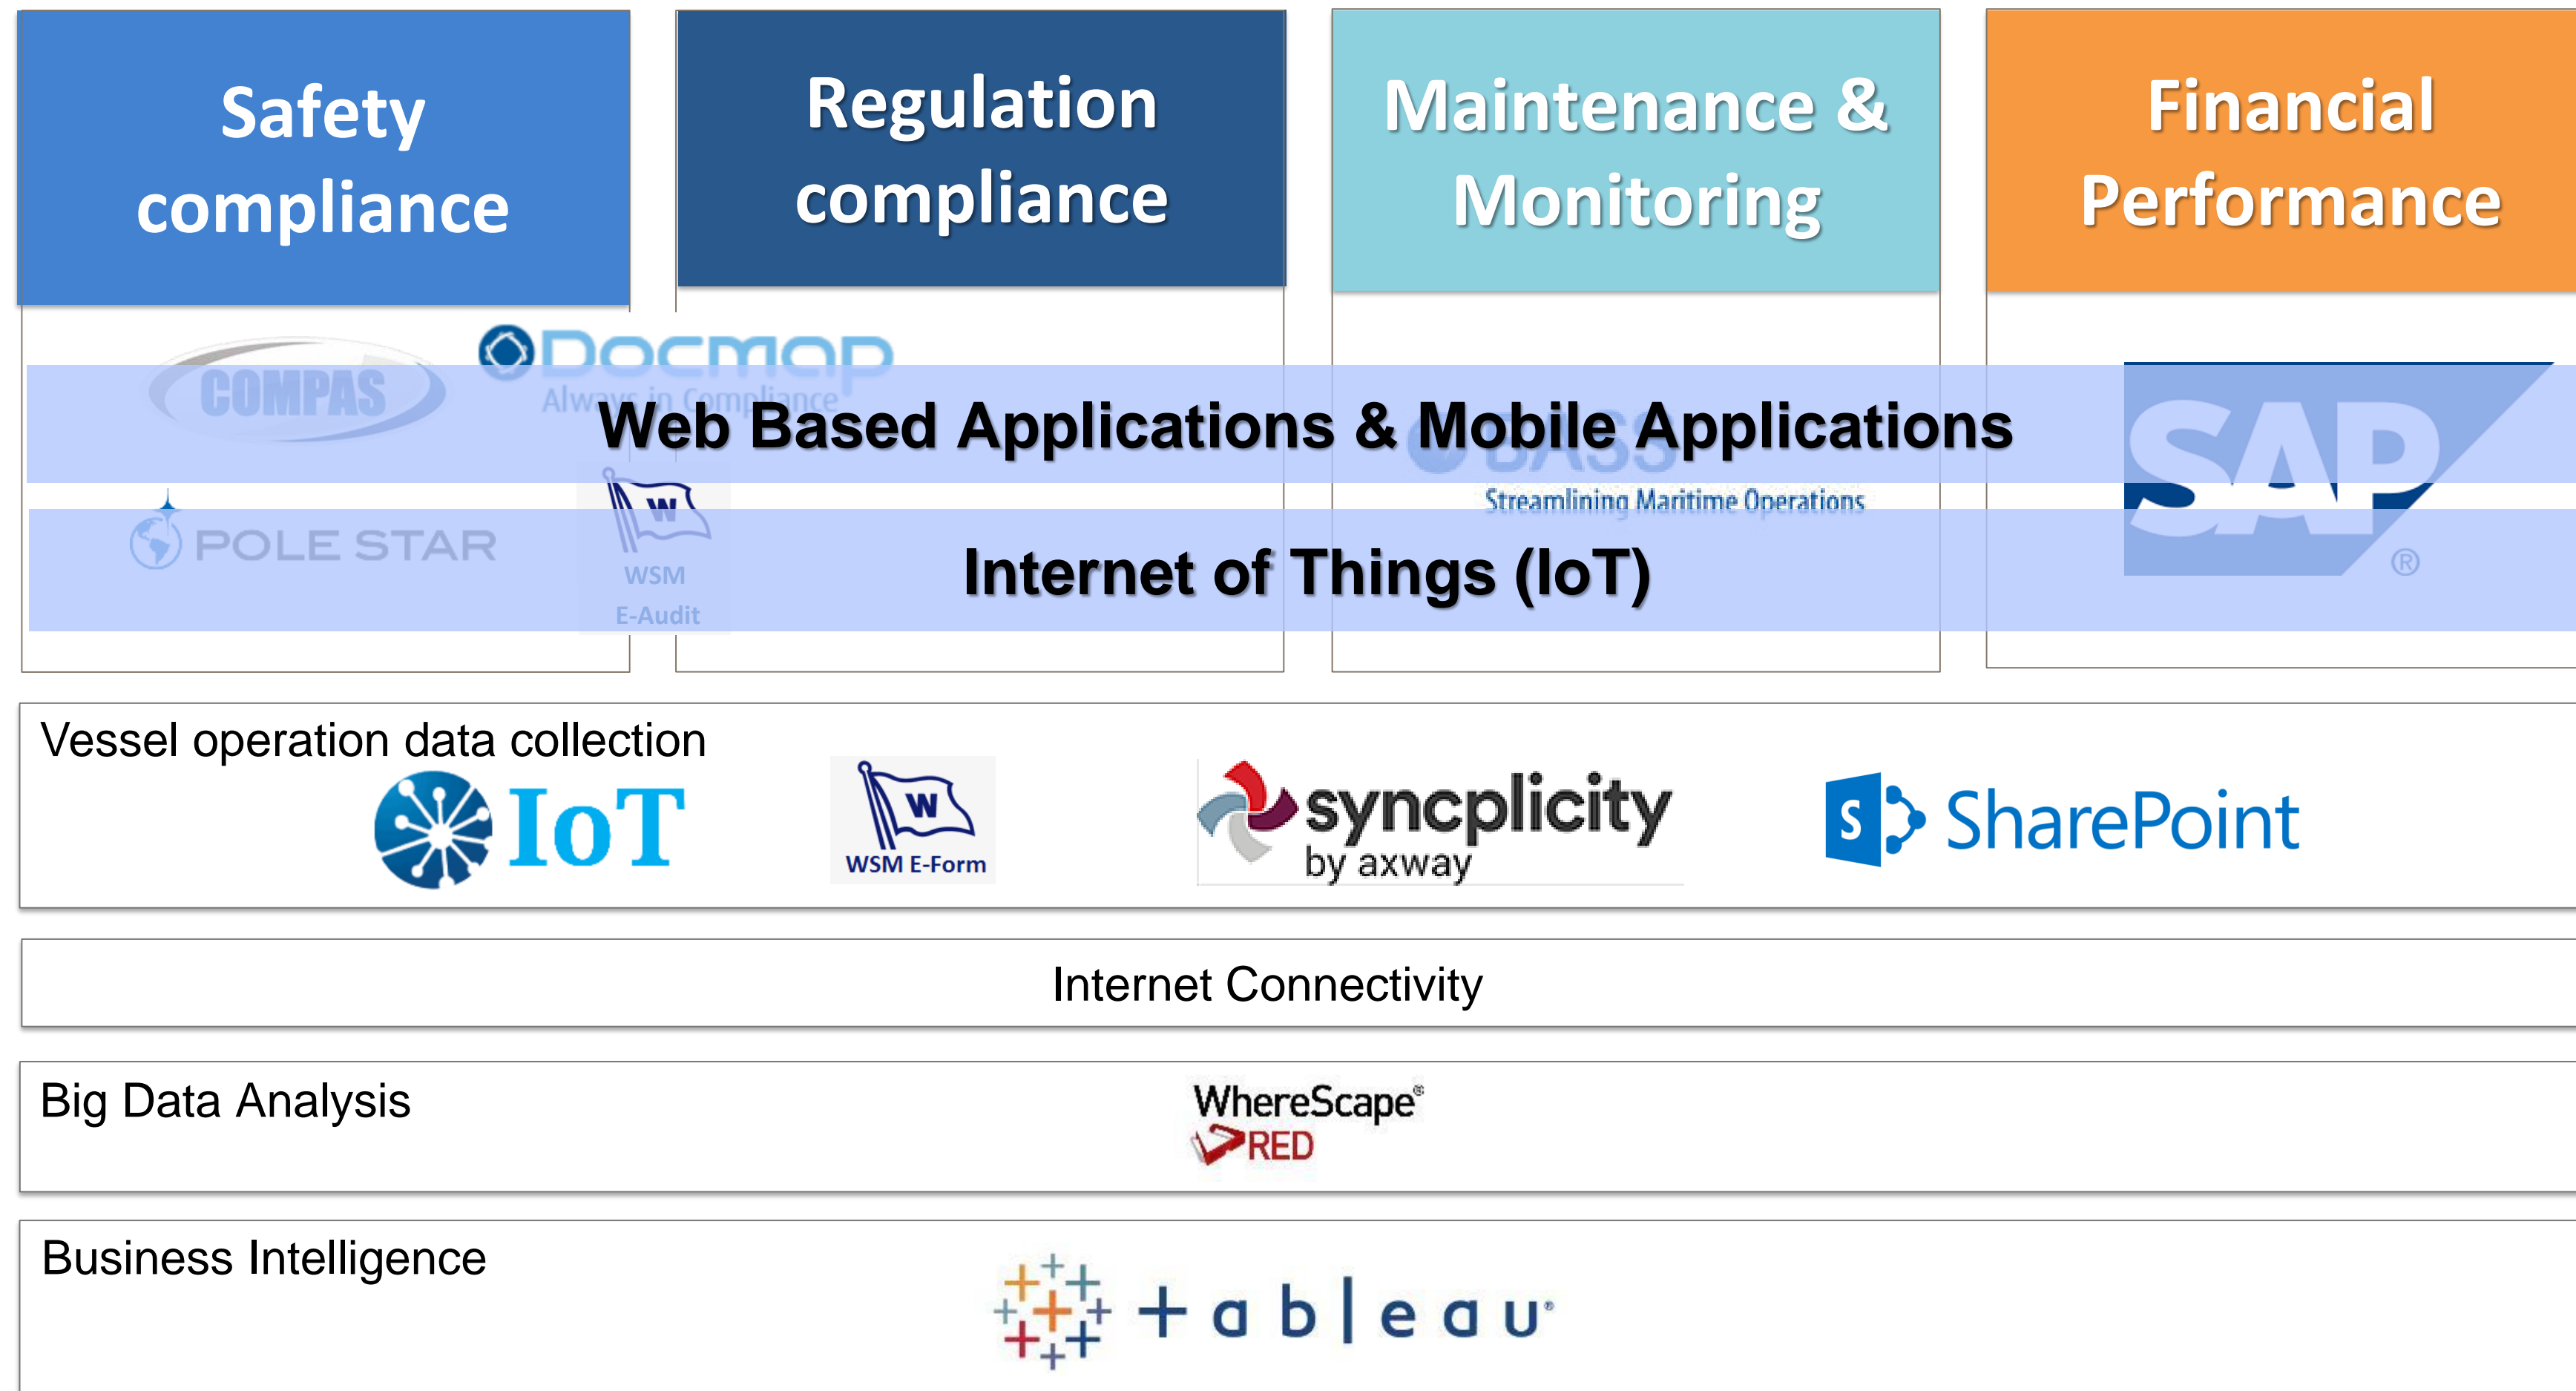 Safety
compliance
Regulation
compliance
Maintenance &
Monitoring
Financial
Performance
COMPAS
Docmap
Always in Compliance
Web Based Applications & Mobile Applications
BASS
Streamlining Maritime Operations
SAP
®
POLE STAR
W
WSM
E-Audit
Internet of Things (IoT)
Vessel operation data collection
IoT
W
WSM E-Form
syncplicity
by axway
S
SharePoint
Internet Connectivity
Big Data Analysis
WhereScape®
RED
Business Intelligence
+ableau®